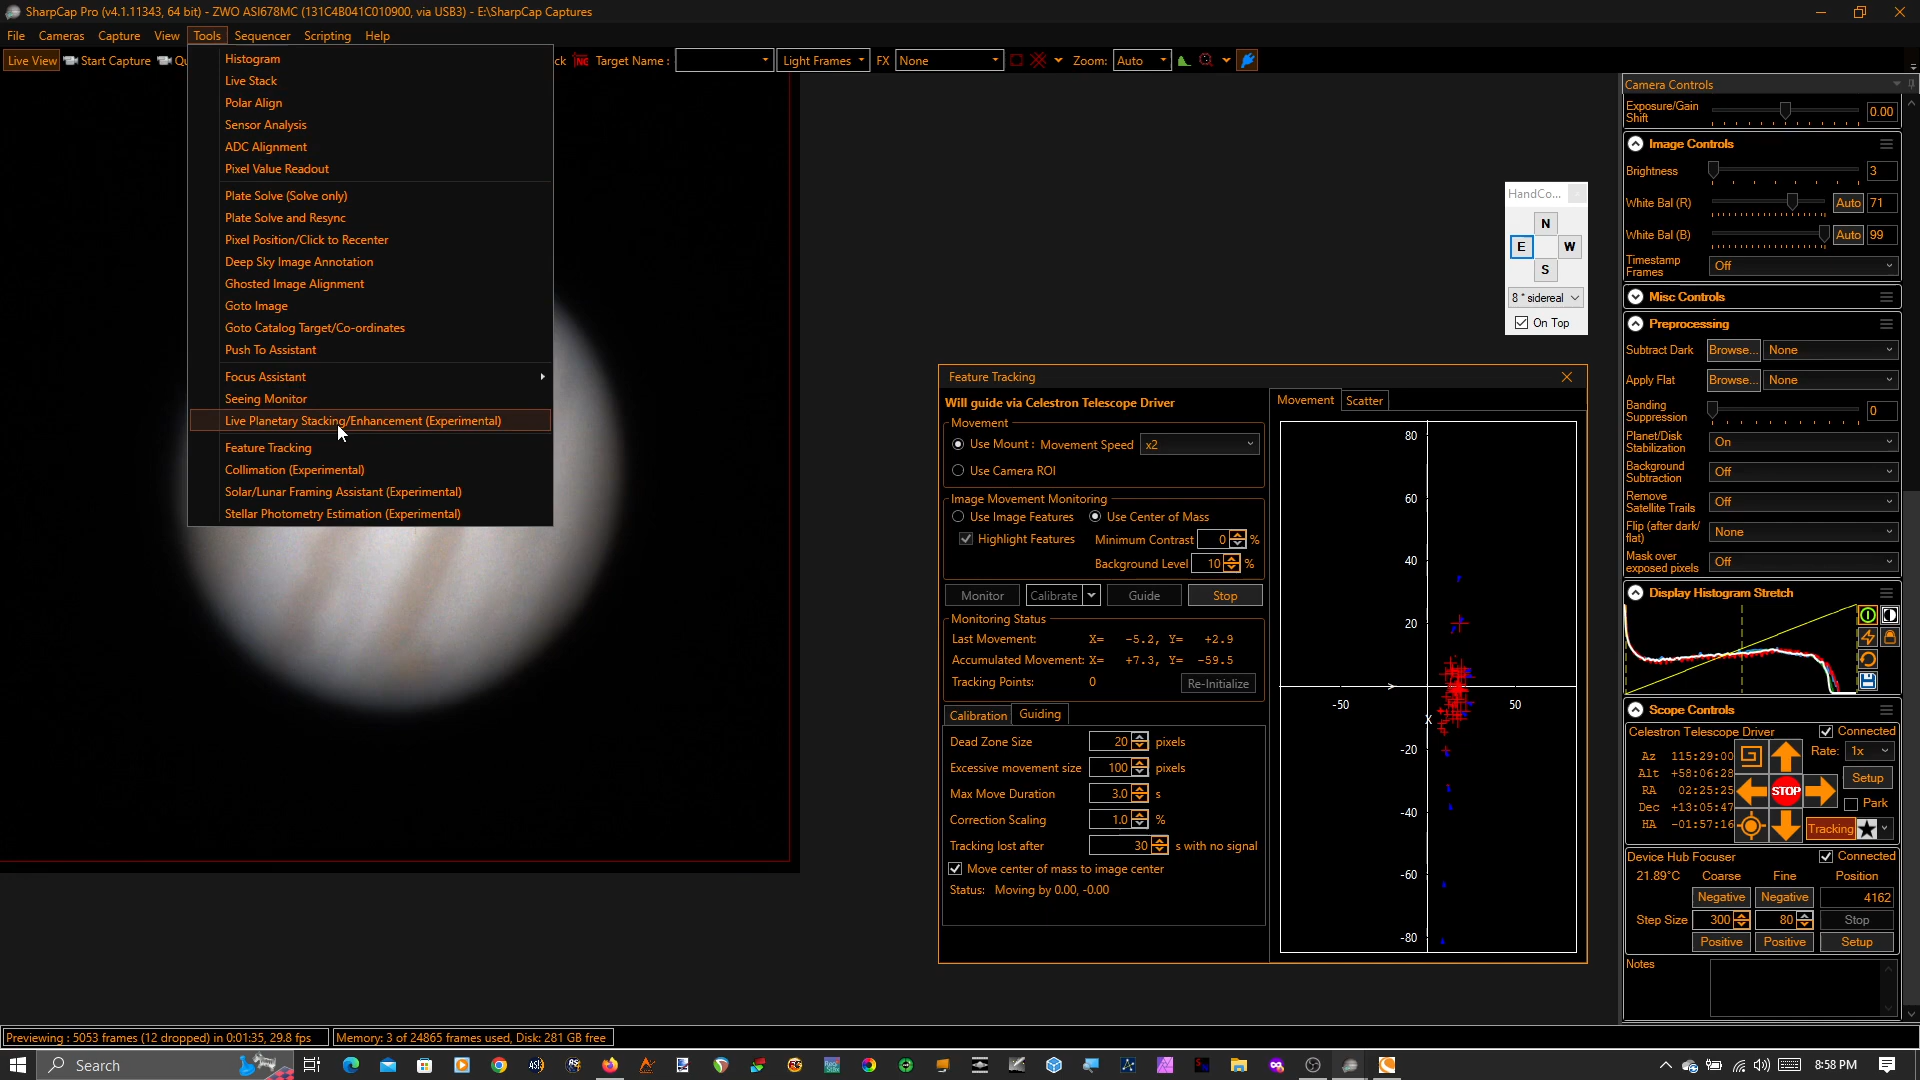 SharpCap Pro (v4.1.11343, 64 bit) - ZWO ASI678MC (131C4B041C010900, via USB3) - E:\SharpCap Captures
File Cameras Capture View Tools Sequencer Scripting Help
Live View Start Capture Qu ck Target Name : Light Frames FX None Zoom: Auto
Histogram
Live Stack
Polar Align
Sensor Analysis
ADC Alignment
Pixel Value Readout
Plate Solve (Solve only)
Plate Solve and Resync
Pixel Position/Click to Recenter
Deep Sky Image Annotation
Ghosted Image Alignment
Goto Image
Goto Catalog Target/Co-ordinates
Push To Assistant
Focus Assistant
Seeing Monitor
Live Planetary Stacking/Enhancement (Experimental)
Feature Tracking
Collimation (Experimental)
Solar/Lunar Framing Assistant (Experimental)
Stellar Photometry Estimation (Experimental)
HandCo...
N
E W
S
8 * sidereal
On Top
Feature Tracking
Will guide via Celestron Telescope Driver
Movement
Use Mount : Movement Speed x2
Use Camera ROI
Image Movement Monitoring
Use Image Features Use Center of Mass
Highlight Features Minimum Contrast 0 %
Background Level 10 %
Monitor Calibrate Guide Stop
Monitoring Status
Last Movement: X= -5.2, Y= +2.9
Accumulated Movement: X= +7.3, Y= -59.5
Tracking Points: 0 Re-Initialize
Calibration Guiding
Dead Zone Size 20 pixels
Excessive movement size 100 pixels
Max Move Duration 3.0 s
Correction Scaling 1.0 %
Tracking lost after 30 s with no signal
Move center of mass to image center
Status: Moving by 0.00, -0.00
Movement Scatter
80
60
40
20
-50 50
X
-20
-40
-60
-80
Camera Controls
Exposure/Gain Shift 0.00
Image Controls
Brightness 3
White Bal (R) Auto 71
White Bal (B) Auto 99
Timestamp Frames Off
Misc Controls
Preprocessing
Subtract Dark Browse... None
Apply Flat Browse... None
Banding Suppression 0
Planet/Disk Stabilization On
Background Subtraction Off
Remove Satellite Trails Off
Flip (after dark/ flat) None
Mask over exposed pixels Off
Display Histogram Stretch
Scope Controls
Celestron Telescope Driver Connected
Az 115:29:00 Rate: 1x
Alt +58:06:28 Setup
RA 02:25:25 STOP
Dec +13:05:47 Park
HA -01:57:16 Tracking
Device Hub Focuser Connected
21.89°C Coarse Fine Position
Negative Negative 4162
Step Size 300 80 Stop
Positive Positive Setup
Notes
Previewing : 5053 frames (12 dropped) in 0:01:35, 29.8 fps Memory: 3 of 24865 frames used, Disk: 281 GB free
Search 8:58 PM